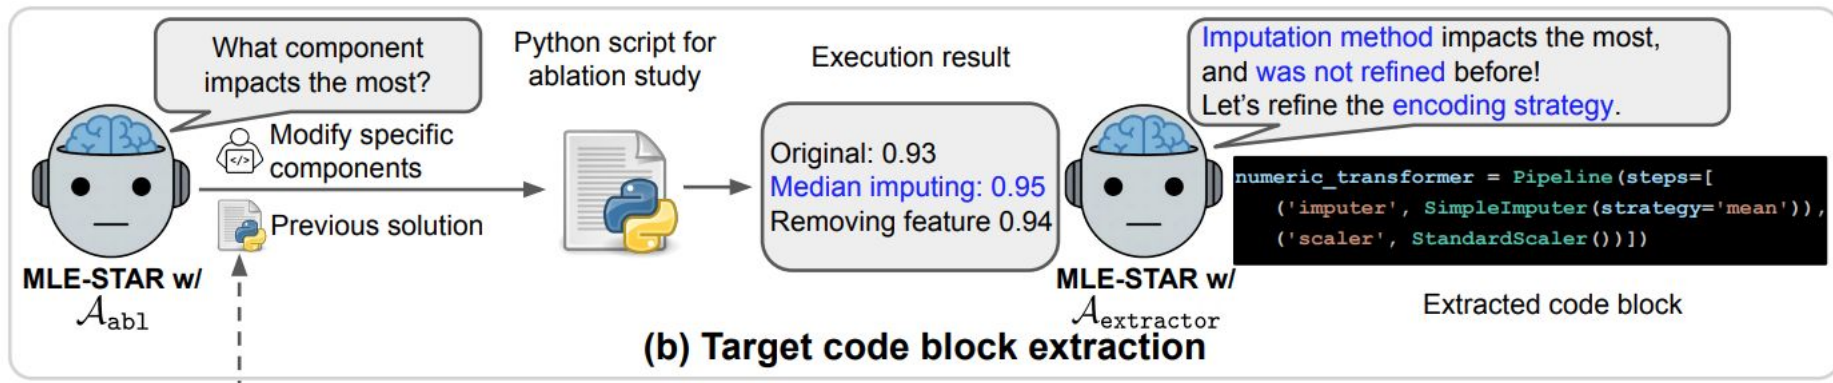 What component
impacts the most?
Modify specific
components
</>
Previous solution
MLE-STAR w/
𝒜abl
Python script for
ablation study
Execution result
Original: 0.93
Median imputing: 0.95
Removing feature 0.94
Imputation method impacts the most,
and was not refined before!
Let's refine the encoding strategy.
MLE-STAR w/
𝒜extractor
numeric_transformer = Pipeline(steps=[
('imputer', SimpleImputer(strategy='mean')),
('scaler', StandardScaler())])
Extracted code block
(b) Target code block extraction